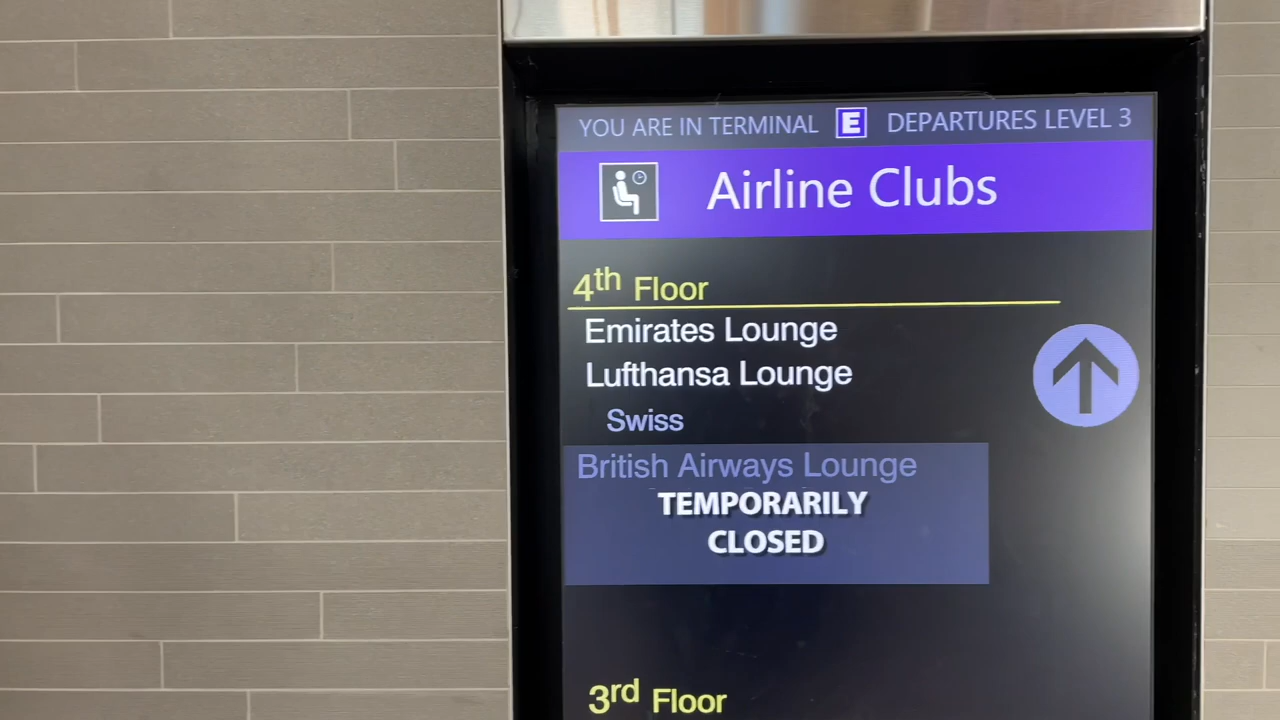 YOU ARE IN TERMINAL E DEPARTURES LEVEL 3
Airline Clubs
4th Floor
Emirates Lounge
Lufthansa Lounge
Swiss
British Airways Lounge
TEMPORARILY
CLOSED
3rd Floor